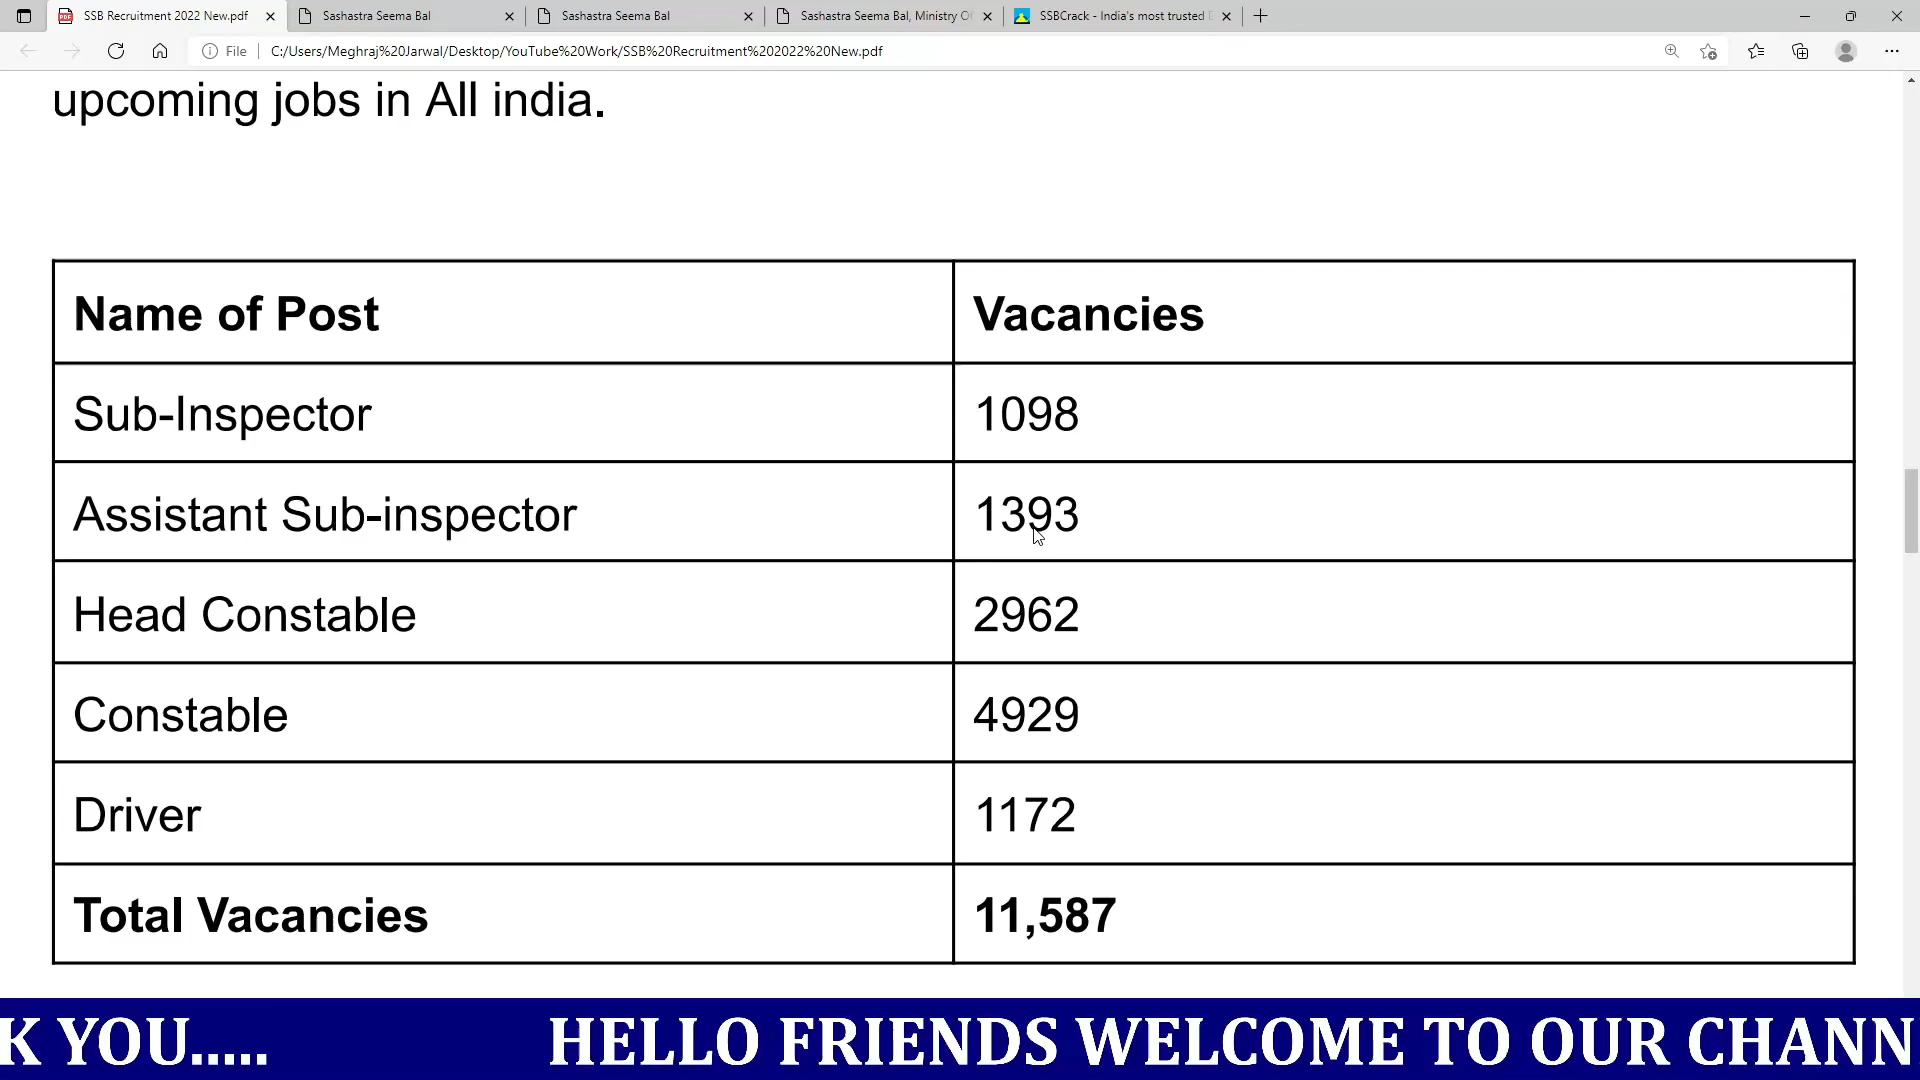 SSB Recruitment 2022 New.pdf
Sashastra Seema Bal
Sashastra Seema Bal
Sashastra Seema Bal, Ministry Of
SSBCrack - India's most trusted
File
C:/Users/Meghraj%20Jarwal/Desktop/YouTube%20Work/SSB%20Recruitment%202022%20New.pdf
upcoming jobs in All india.
Name of Post Vacancies
Sub-Inspector 1098
Assistant Sub-inspector 1393
Head Constable 2962
Constable 4929
Driver 1172
Total Vacancies 11,587
K YOU..... HELLO FRIENDS WELCOME TO OUR CHANN